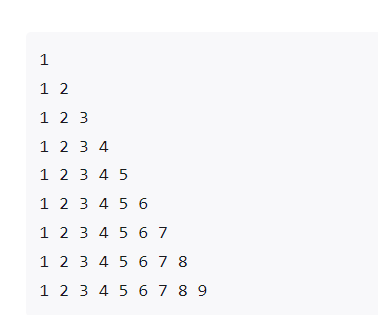 1
1 2
1 2 3
1 2 3 4
1 2 3 4 5
1 2 3 4 5 6
1 2 3 4 5 6 7
1 2 3 4 5 6 7 8
1 2 3 4 5 6 7 8 9